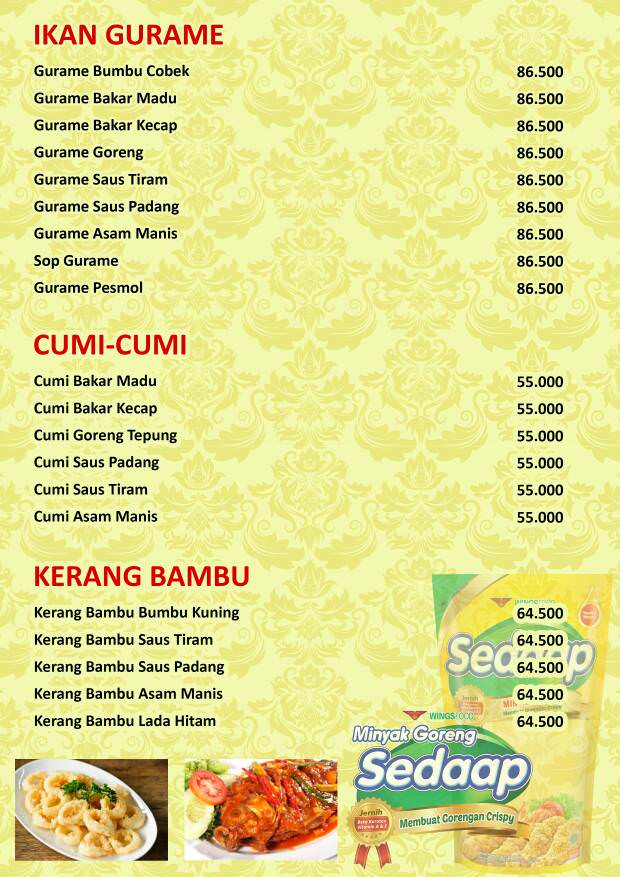 IKAN GURAME
Gurame Bumbu Cobek 86.500
Gurame Bakar Madu 86.500
Gurame Bakar Kecap 86.500
Gurame Goreng 86.500
Gurame Saus Tiram 86.500
Gurame Saus Padang 86.500
Gurame Asam Manis 86.500
Sop Gurame 86.500
Gurame Pesmol 86.500
CUMI-CUMI
Cumi Bakar Madu 55.000
Cumi Bakar Kecap 55.000
Cumi Goreng Tepung 55.000
Cumi Saus Padang 55.000
Cumi Saus Tiram 55.000
Cumi Asam Manis 55.000
KERANG BAMBU
Kerang Bambu Bumbu Kuning 64.500
Kerang Bambu Saus Tiram 64.500
Kerang Bambu Saus Padang 64.500
Kerang Bambu Asam Manis 64.500
Kerang Bambu Lada Hitam 64.500
Sedaap
Jernih
WINGSFOOD
Minyak Goreng
Sedaap
Jernih
Beta Karoten
Vitamin A & E
Membuat Gorengan Crispy